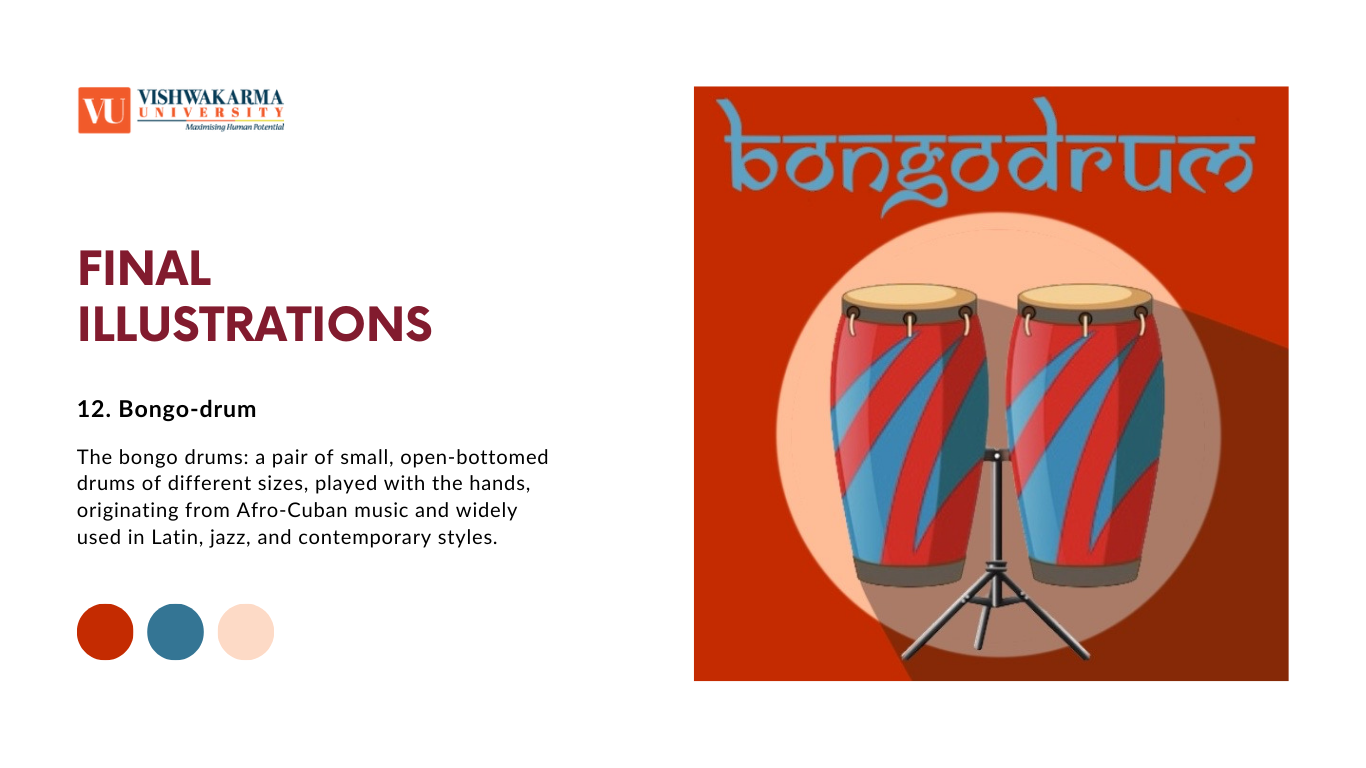 VU VISHWAKARMA
UNIVERSITY
Maximising Human Potential
FINAL
ILLUSTRATIONS
12. Bongo-drum
The bongo drums: a pair of small, open-bottomed
drums of different sizes, played with the hands,
originating from Afro-Cuban music and widely
used in Latin, jazz, and contemporary styles.
bongodrum